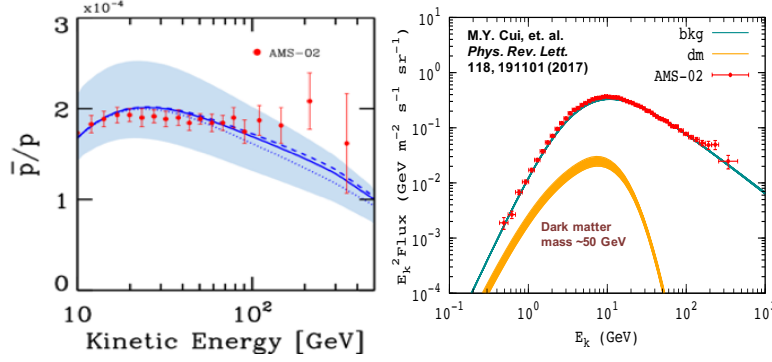 ×10⁻⁴
3
AMS-02
2
p̄/p
1
0
10
10²
Kinetic Energy [GeV]
M.Y. Cui, et. al.
Phys. Rev. Lett.
118, 191101 (2017)
bkg
dm
AMS-02
10¹
10⁰
10⁻¹
10⁻²
10⁻³
10⁻⁴
E_k²Flux (GeV m⁻² s⁻¹ sr⁻¹)
Dark matter
mass ~50 GeV
10⁻¹
10⁰
10¹
10²
E_k (GeV)